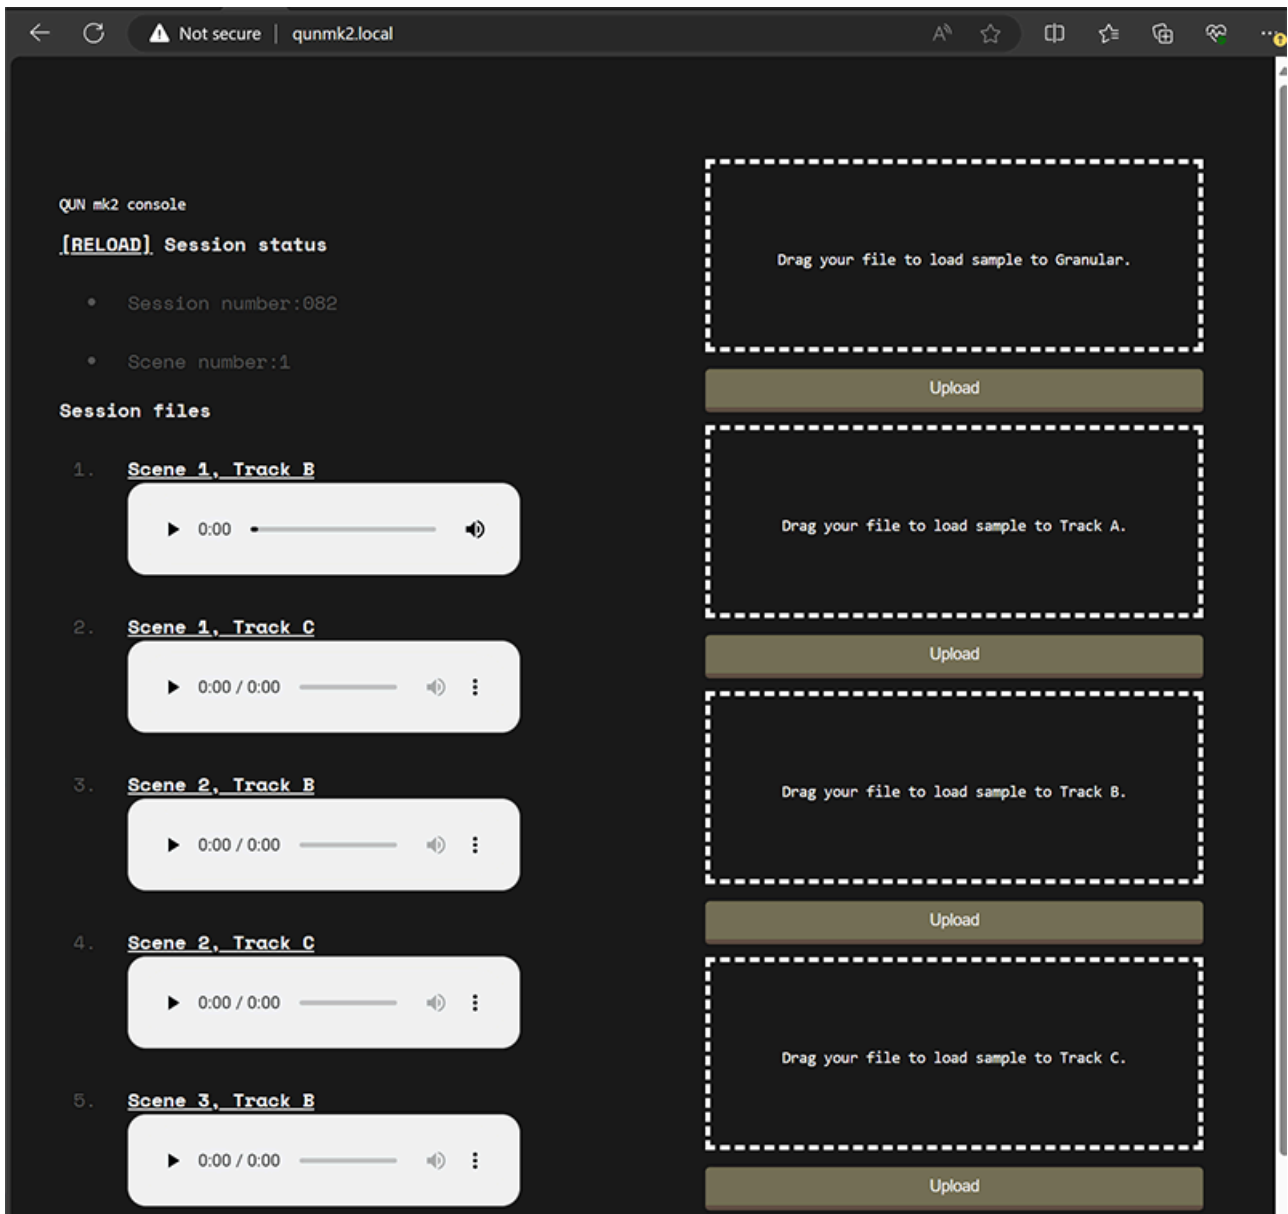 Not secure | qunmk2.local
QUN mk2 console
[RELOAD] Session status
• Session number:082
• Scene number:1
Session files
1. Scene 1, Track B
0:00
2. Scene 1, Track C
0:00 / 0:00
3. Scene 2, Track B
0:00 / 0:00
4. Scene 2, Track C
0:00 / 0:00
5. Scene 3, Track B
0:00 / 0:00
Drag your file to load sample to Granular.
Upload
Drag your file to load sample to Track A.
Upload
Drag your file to load sample to Track B.
Upload
Drag your file to load sample to Track C.
Upload